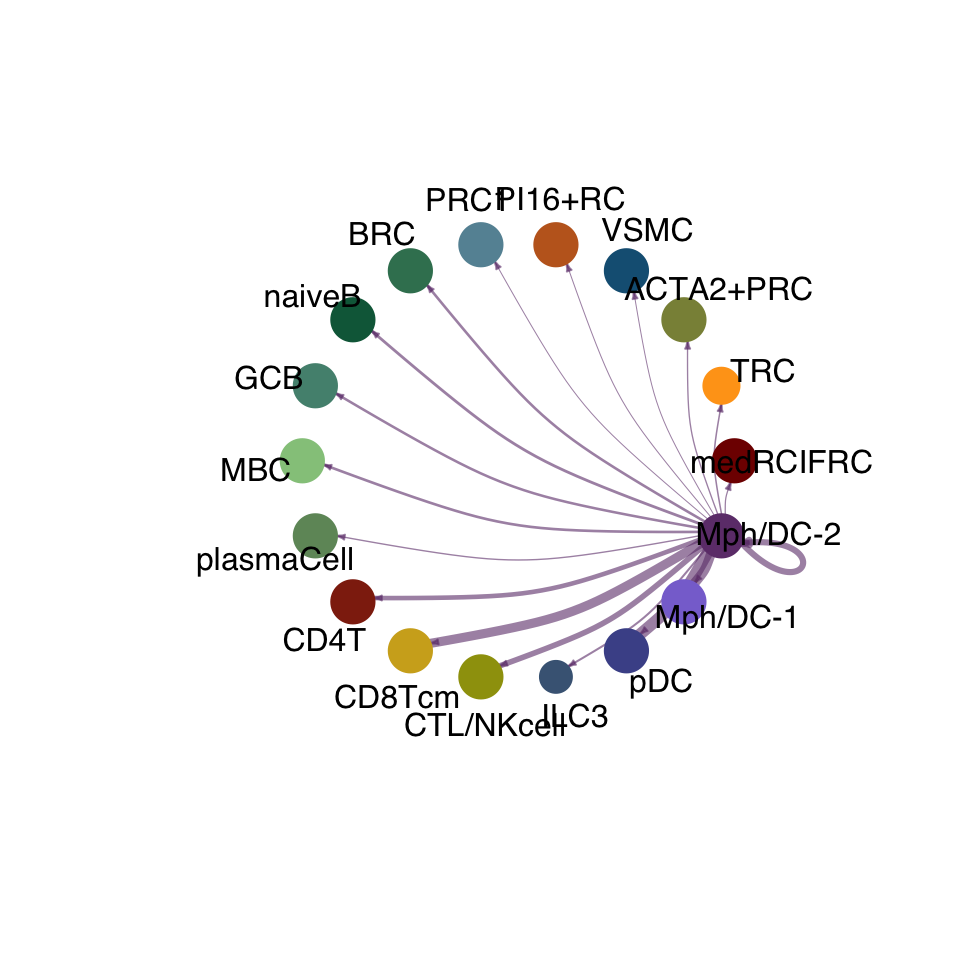 PRC1
PI16+RC
BRC
VSMC
naiveB
ACTA2+PRC
TRC
GCB
medRCIFRC
MBC
Mph/DC-2
plasmaCell
Mph/DC-1
CD4T
pDC
CD8Tcm
ILC3
CTL/NKcell